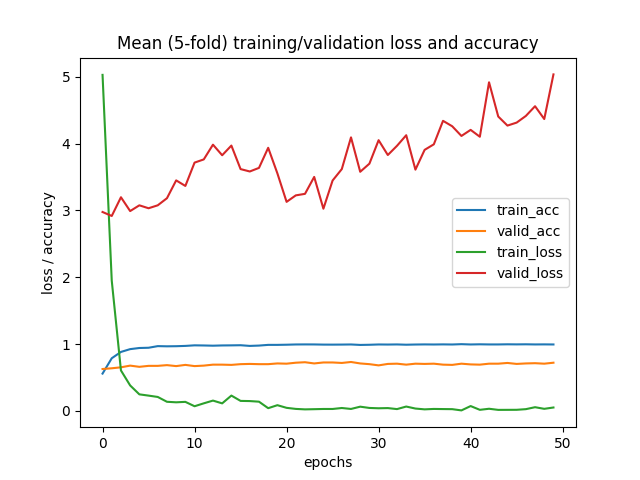 Mean (5-fold) training/validation loss and accuracy
5
4
3
2
1
0
loss / accuracy
train_acc
valid_acc
train_loss
valid_loss
0
10
20
30
40
50
epochs